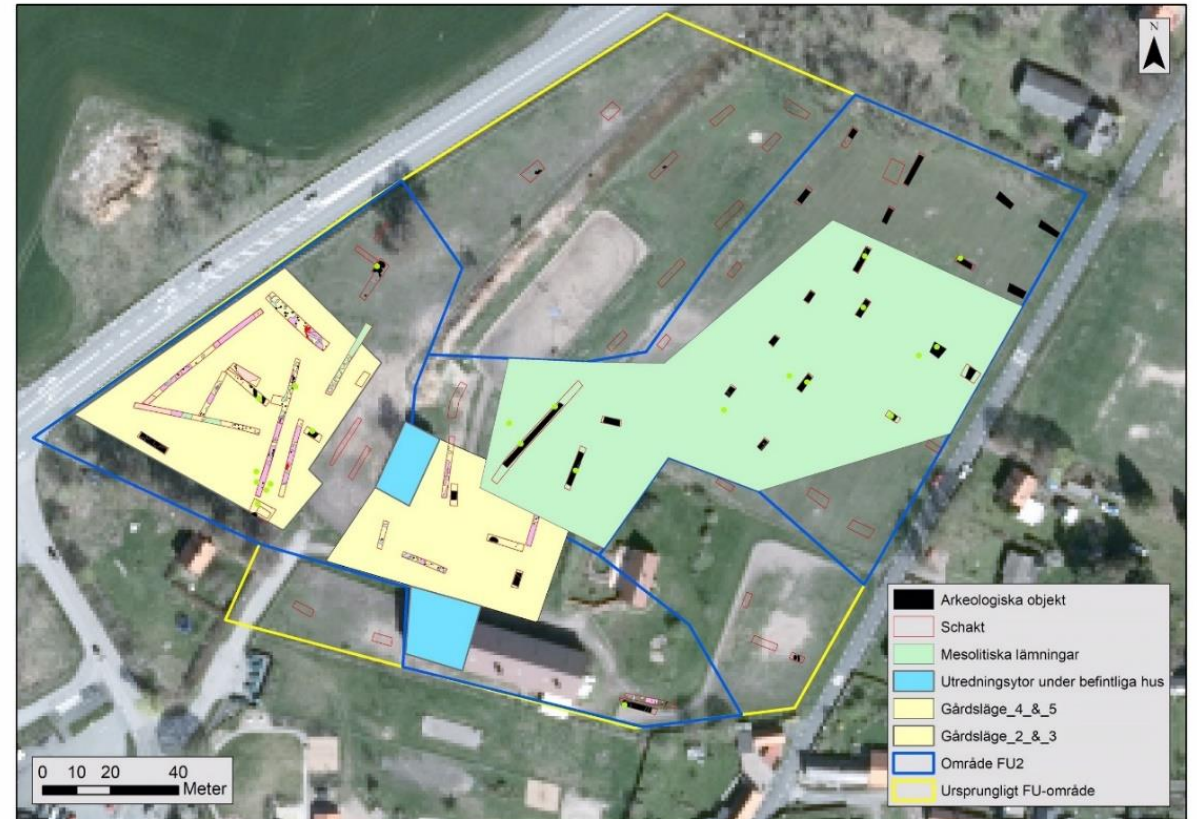 N
Arkeologiska objekt
Schakt
Mesolitiska lämningar
Utredningsytor under befintliga hus
Gårdsläge_4_&_5
Gårdsläge_2_&_3
Område FU2
Ursprungligt FU-område
0 10 20 40
Meter